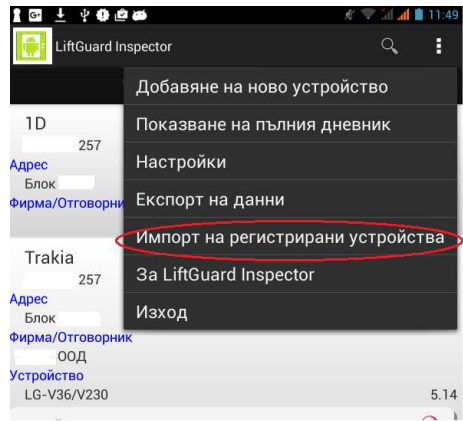 11:49
LiftGuard Inspector
Добавяне на ново устройство
Показване на пълния дневник
Настройки
Експорт на данни
Импорт на регистрирани устройства
За LiftGuard Inspector
Изход
1D
257
Адрес
Блок
Фирма/Отговорни
Trakia
257
Адрес
Блок
Фирма/Отговорник
ООД
Устройство
LG-V36/V230 5.14